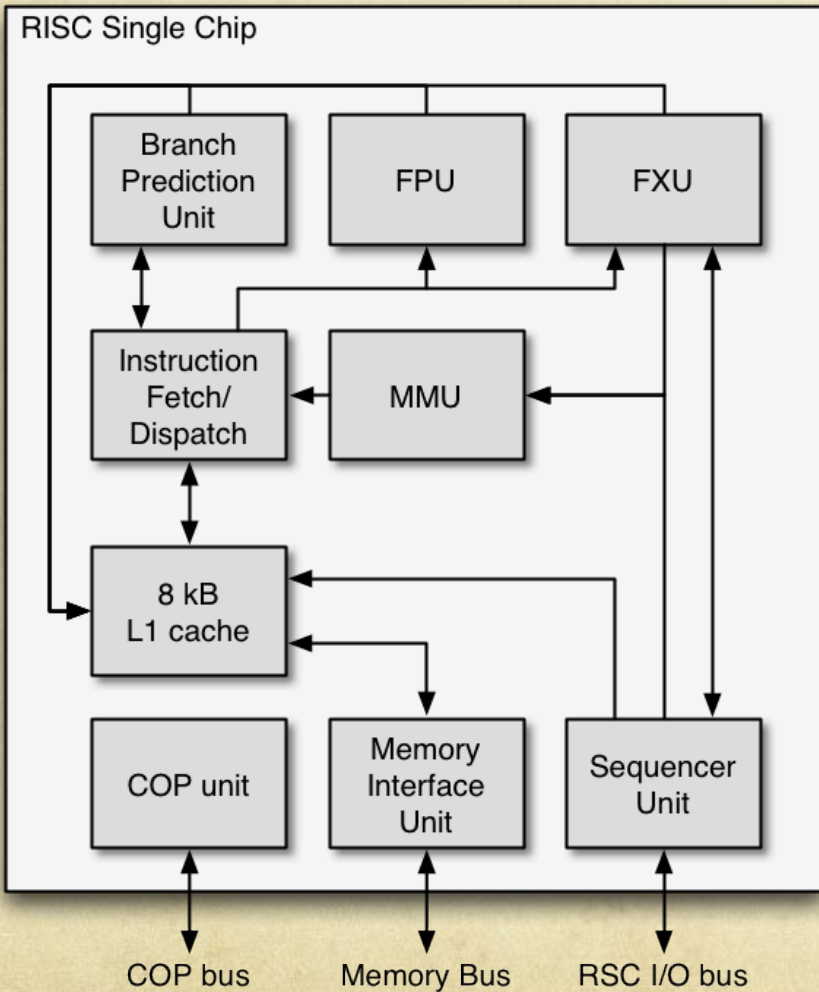 RISC Single Chip
Branch
Prediction
Unit
FPU
FXU
Instruction
Fetch/
Dispatch
MMU
8 kB
L1 cache
COP unit
Memory
Interface
Unit
Sequencer
Unit
COP bus
Memory Bus
RSC I/O bus